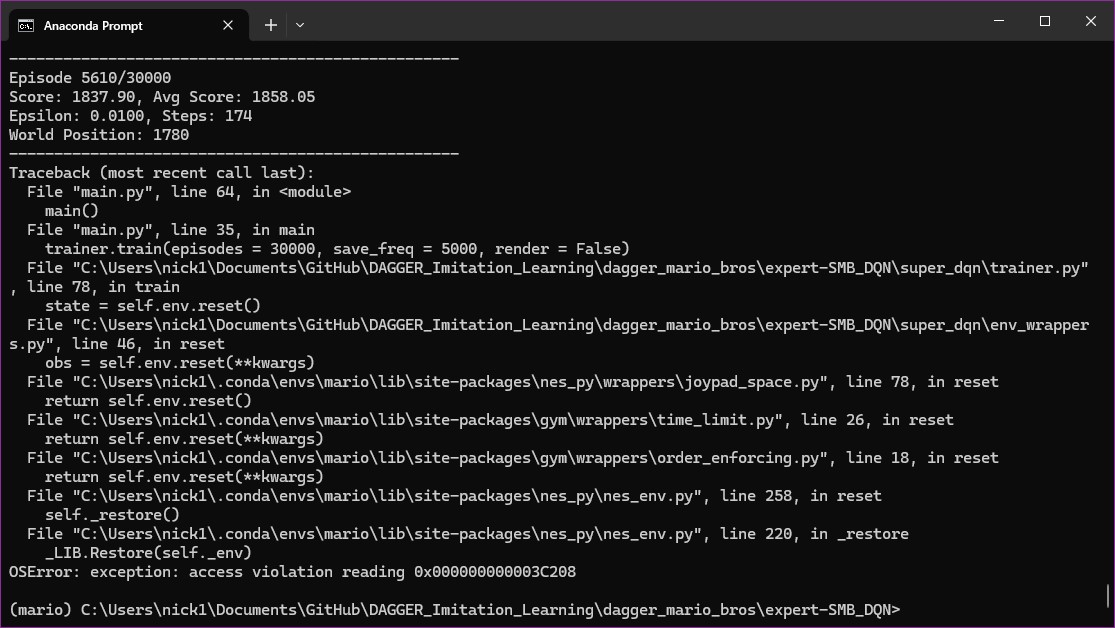 Anaconda Prompt
--------------------------------------------------
Episode 5610/30000
Score: 1837.90, Avg Score: 1858.05
Epsilon: 0.0100, Steps: 174
World Position: 1780
--------------------------------------------------
Traceback (most recent call last):
  File "main.py", line 64, in <module>
    main()
  File "main.py", line 35, in main
    trainer.train(episodes = 30000, save_freq = 5000, render = False)
  File "C:\Users\nick1\Documents\GitHub\DAGGER_Imitation_Learning\dagger_mario_bros\expert-SMB_DQN\super_dqn\trainer.py"
, line 78, in train
    state = self.env.reset()
  File "C:\Users\nick1\Documents\GitHub\DAGGER_Imitation_Learning\dagger_mario_bros\expert-SMB_DQN\super_dqn\env_wrapper
s.py", line 46, in reset
    obs = self.env.reset(**kwargs)
  File "C:\Users\nick1\.conda\envs\mario\lib\site-packages\nes_py\wrappers\joypad_space.py", line 78, in reset
    return self.env.reset()
  File "C:\Users\nick1\.conda\envs\mario\lib\site-packages\gym\wrappers\time_limit.py", line 26, in reset
    return self.env.reset(**kwargs)
  File "C:\Users\nick1\.conda\envs\mario\lib\site-packages\gym\wrappers\order_enforcing.py", line 18, in reset
    return self.env.reset(**kwargs)
  File "C:\Users\nick1\.conda\envs\mario\lib\site-packages\nes_py\nes_env.py", line 258, in reset
    self._restore()
  File "C:\Users\nick1\.conda\envs\mario\lib\site-packages\nes_py\nes_env.py", line 220, in _restore
    _LIB.Restore(self._env)
OSError: exception: access violation reading 0x000000000003C208
(mario) C:\Users\nick1\Documents\GitHub\DAGGER_Imitation_Learning\dagger_mario_bros\expert-SMB_DQN>